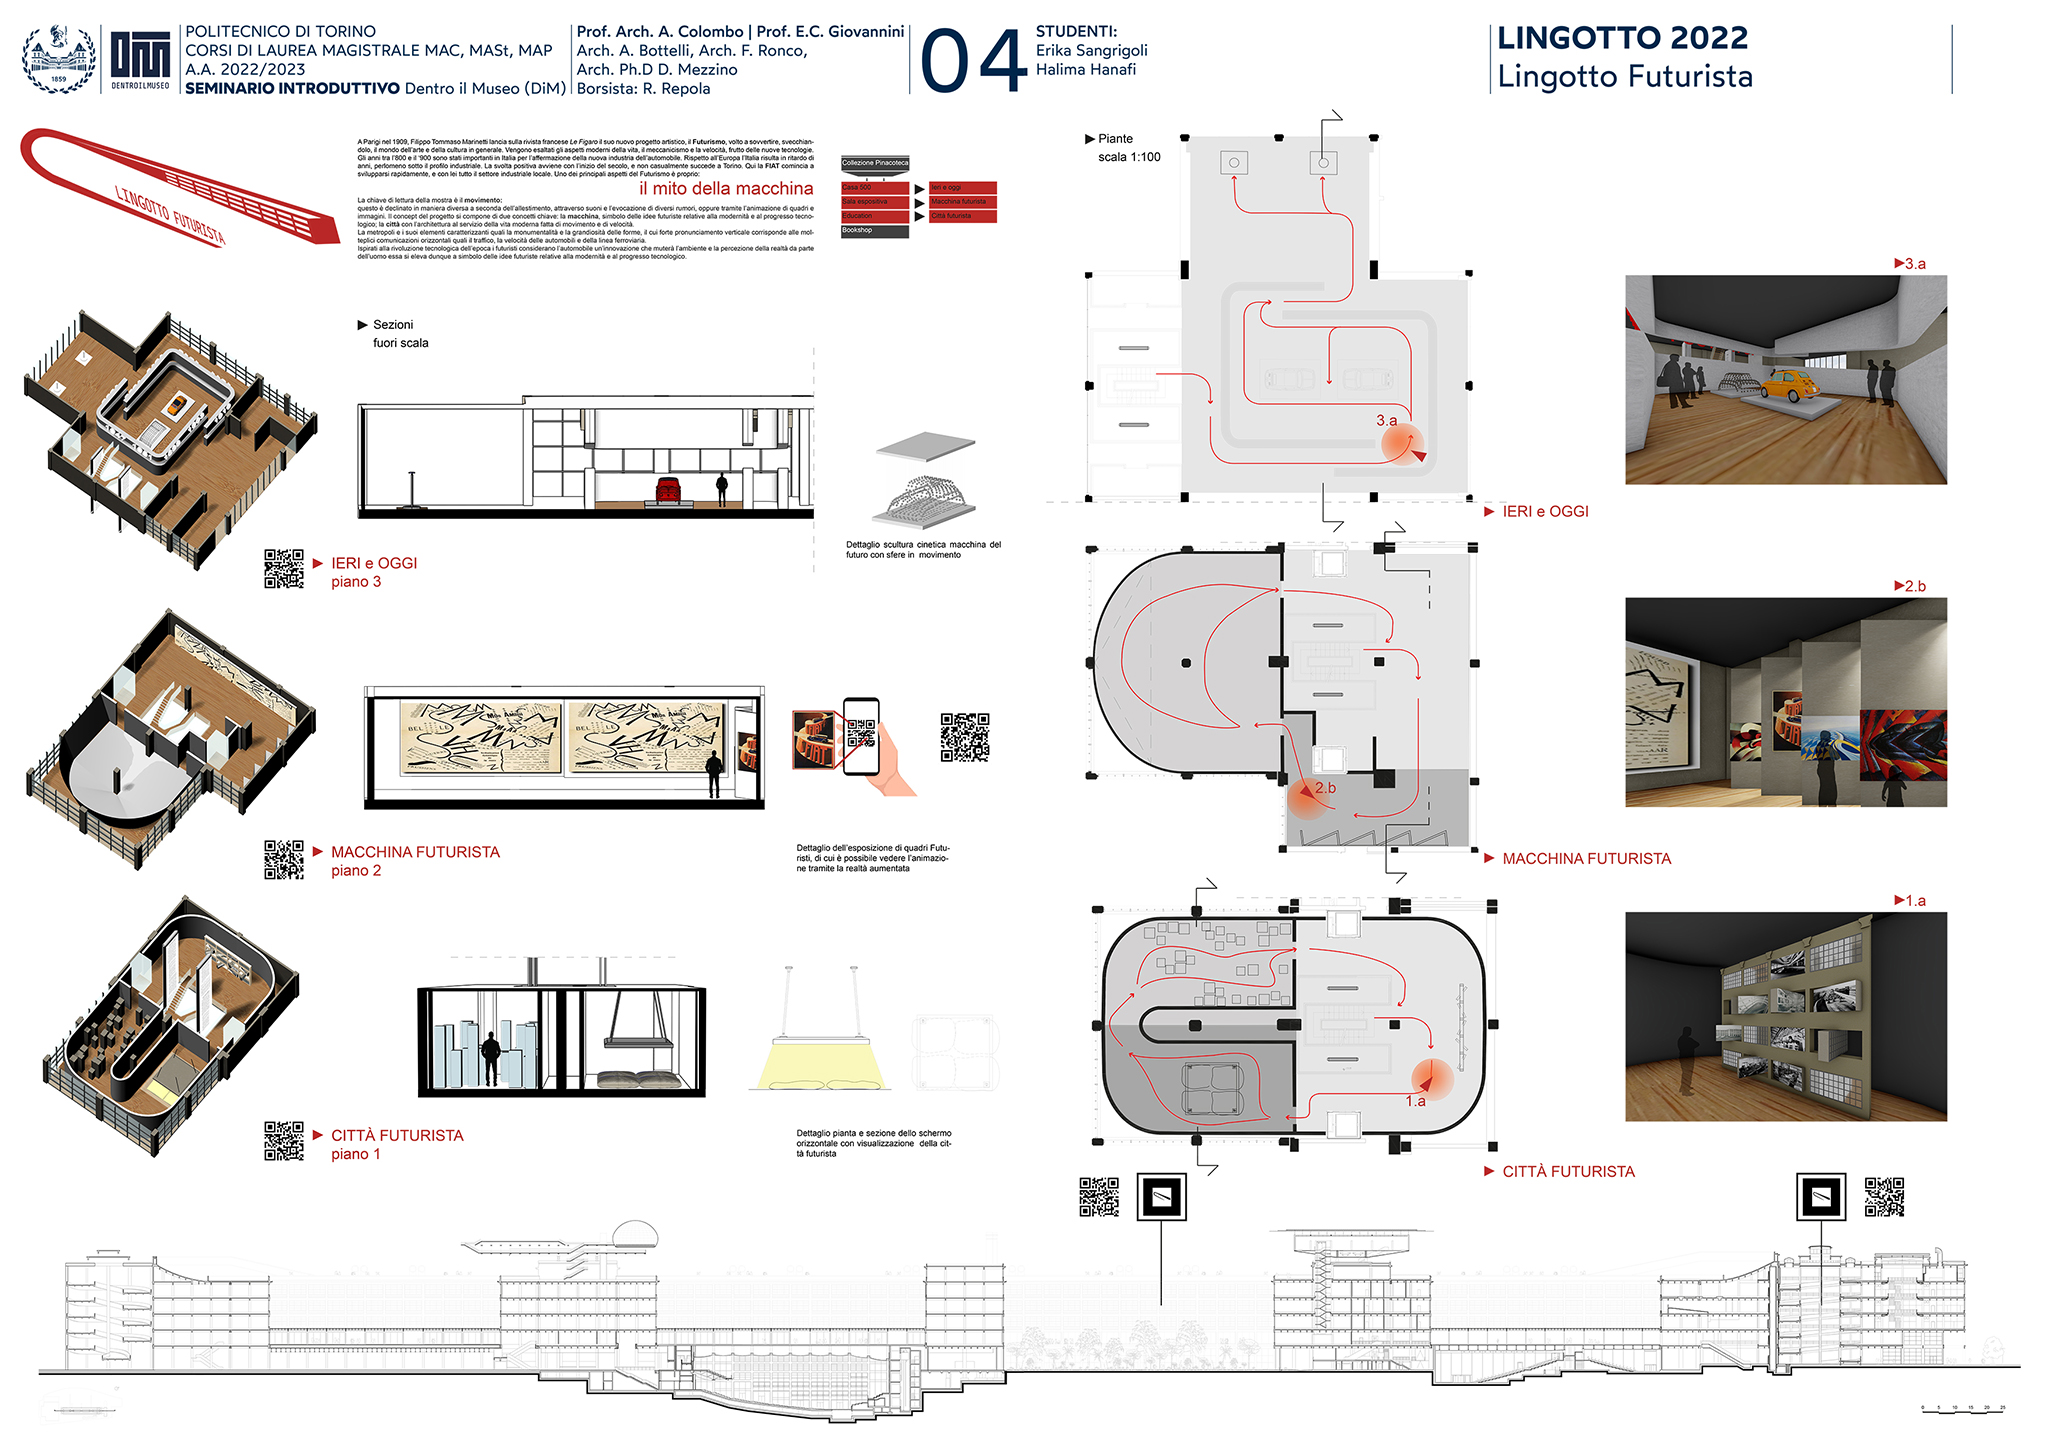 POLITECNICO DI TORINO
CORSI DI LAUREA MAGISTRALE MAC, MASt, MAP
A.A. 2022/2023
SEMINARIO INTRODUTTIVO Dentro il Museo (DiM)
1859
DENTROILMUSEO
Prof. Arch. A. Colombo | Prof. E.C. Giovannini
Arch. A. Bottelli, Arch. F. Ronco,
Arch. Ph.D D. Mezzino
Borsista: R. Repola
04
STUDENTI:
Erika Sangrigoli
Halima Hanafi
LINGOTTO 2022
Lingotto Futurista
LINGOTTO FUTURISTA
A Parigi nel 1909, Filippo Tommaso Marinetti lancia sulla rivista francese Le Figaro il suo nuovo progetto artistico, il Futurismo, volto a sovvertire, svecchian-
dolo, il mondo dell'arte e della cultura in generale. Vengono esaltati gli aspetti moderni della vita, il meccanicismo e la velocità, frutto delle nuove tecnologie.
Gli anni tra l'800 e il '900 sono stati importanti in Italia per l'affermazione della nuova industria dell'automobile. Rispetto all'Europa l'Italia risulta in ritardo di
anni, perlomeno sotto il profilo industriale. La svolta positiva avviene con l'inizio del secolo, e non casualmente succede a Torino. Qui la FIAT comincia a
svilupparsi rapidamente, e con lei tutto il settore industriale locale. Uno dei principali aspetti del Futurismo è proprio:
il mito della macchina
La chiave di lettura della mostra è il movimento:
questo è declinato in maniera diversa a seconda dell'allestimento, attraverso suoni e l'evocazione di diversi rumori, oppure tramite l'animazione di quadri e
immagini. Il concept del progetto si compone di due concetti chiave: la macchina, simbolo delle idee futuriste relative alla modernità e al progresso tecno-
logico; la città con l'architettura al servizio della vita moderna fatta di movimento e di velocità.
La metropoli e i suoi elementi caratterizzanti quali la monumentalità e la grandiosità delle forme, il cui forte pronunciamento verticale corrisponde alle mol-
teplici comunicazioni orizzontali quali il traffico, la velocità delle automobili e della linea ferroviaria.
Ispirati alla rivoluzione tecnologica dell'epoca i futuristi considerano l'automobile un'innovazione che muterà l'ambiente e la percezione della realtà da parte
dell'uomo essa si eleva dunque a simbolo delle idee futuriste relative alla modernità e al progresso tecnologico.
Collezione Pinacoteca
Casa 500
Ieri e oggi
Sala espositiva
Macchina futurista
Education
Città futurista
Bookshop
Piante
scala 1:100
Sezioni
fuori scala
Dettaglio scultura cinetica macchina del
futuro con sfere in movimento
IERI e OGGI
piano 3
3.a
IERI e OGGI
3.a
BELLE
FIAT
Dettaglio dell'esposizione di quadri Futu-
risti, di cui è possibile vedere l'animazio-
ne tramite la realtà aumentata
MACCHINA FUTURISTA
piano 2
2.b
MACCHINA FUTURISTA
2.b
Dettaglio pianta e sezione dello schermo
orizzontale con visualizzazione della cit-
tà futurista
CITTÀ FUTURISTA
piano 1
1.a
CITTÀ FUTURISTA
1.a
0 5 10 15 20 25